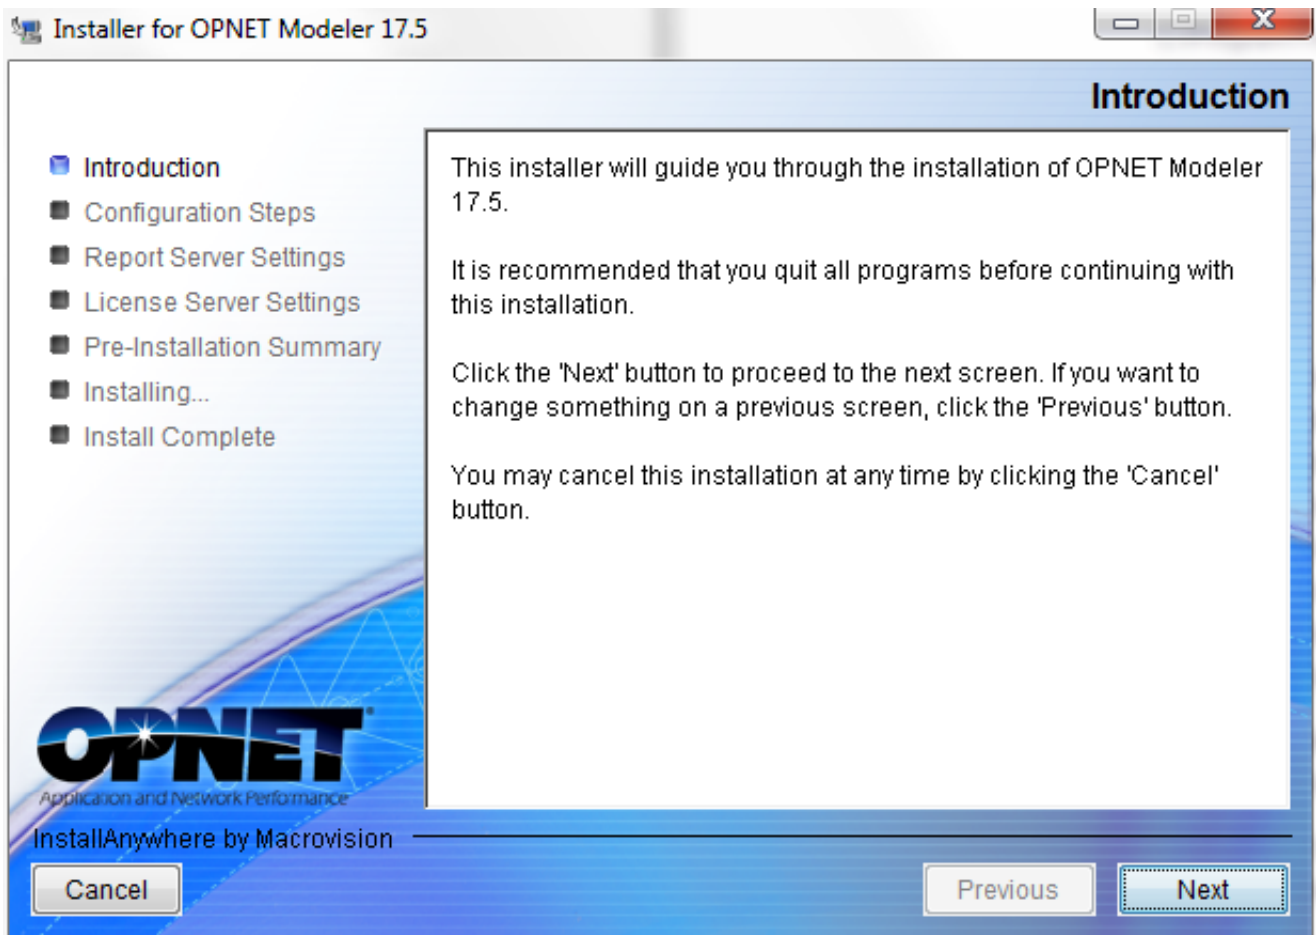 Installer for OPNET Modeler 17.5
Introduction
Introduction
Configuration Steps
Report Server Settings
License Server Settings
Pre-Installation Summary
Installing...
Install Complete
This installer will guide you through the installation of OPNET Modeler
17.5.
It is recommended that you quit all programs before continuing with
this installation.
Click the 'Next' button to proceed to the next screen. If you want to
change something on a previous screen, click the 'Previous' button.
You may cancel this installation at any time by clicking the 'Cancel'
button.
OPNET
Application and Network Performance
InstallAnywhere by Macrovision
Cancel
Previous
Next